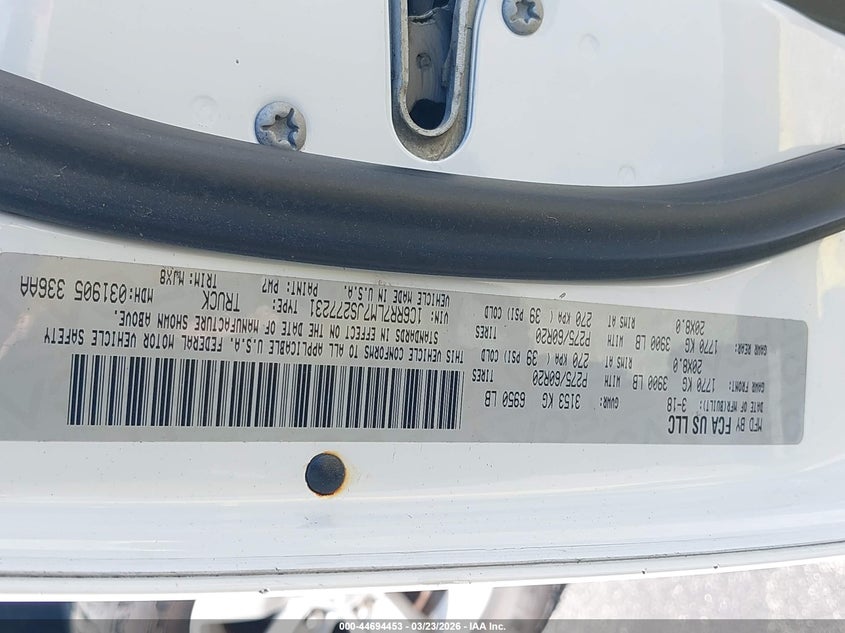 MFD BY FCA US LLC
DATE OF MFR(BUILT): 3-18 GVWR: 3153 KG 6950 LB
GAWR FRONT: WITH TIRES RIMS AT
1770 KG 3900 LB P275/60R20 20X8.0 270 KPA( 39 PSI) COLD
GAWR REAR: WITH TIRES RIMS AT
1770 KG 3900 LB P275/60R20 20X8.0 270 KPA( 39 PSI) COLD
THIS VEHICLE CONFORMS TO ALL APPLICABLE U.S.A. FEDERAL MOTOR VEHICLE SAFETY
STANDARDS IN EFFECT ON THE DATE OF MANUFACTURE SHOWN ABOVE.
VIN: 1C6RR7LM7JS277231 TYPE: TRUCK MDH:031905 336AA
VEHICLE MADE IN U.S.A. PAINT: PW7 TRIM: MJX8
000-44694453 - 03/23/2026 - IAA Inc.